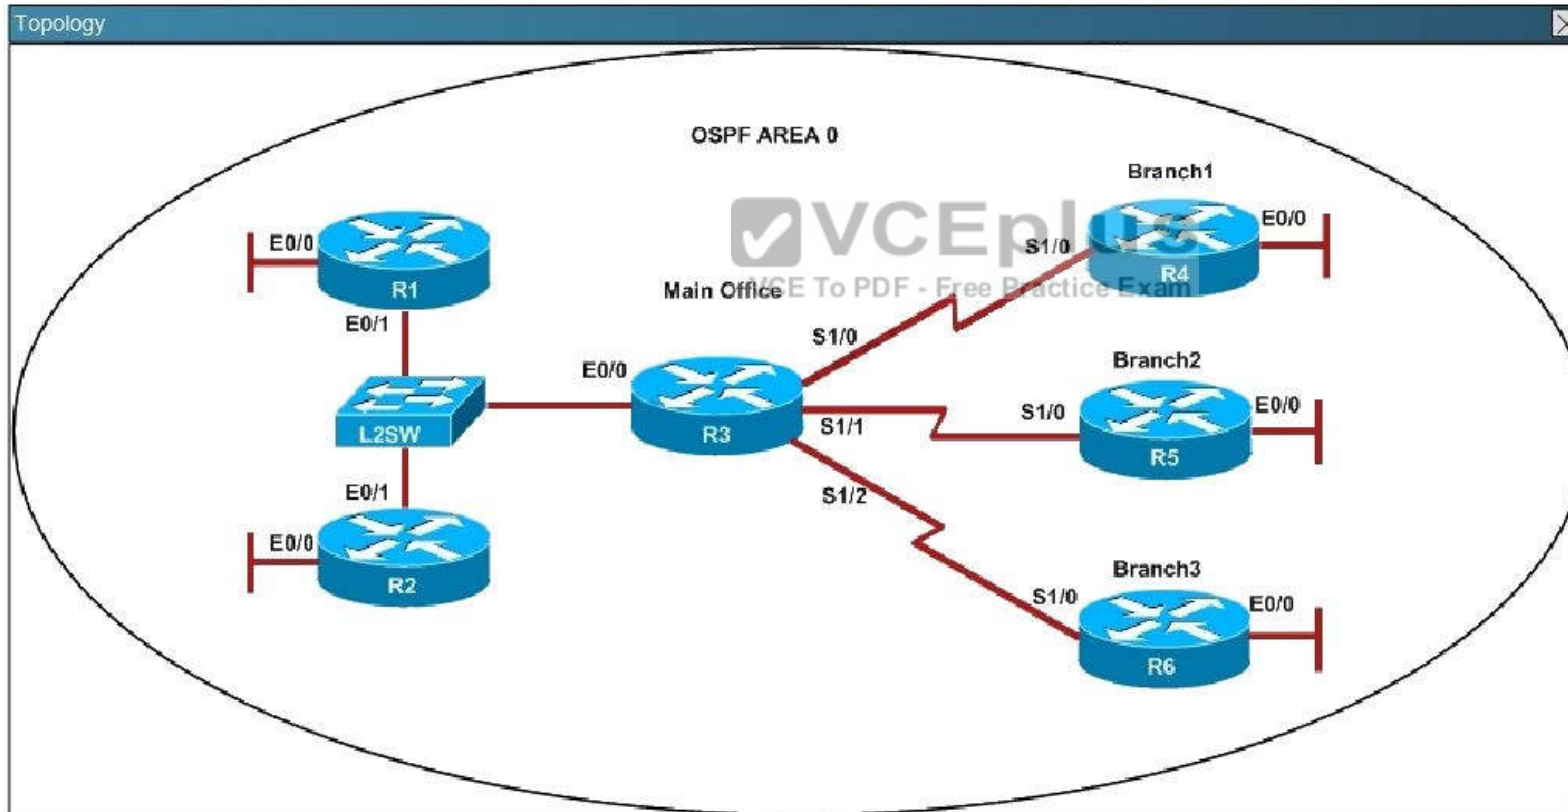 Topology
OSPF AREA 0
Branch1
VCEplus
VCE To PDF - Free Practice Exam
E0/0
R1
E0/1
Main Office
S1/0
S1/0
R4
E0/0
E0/0
Branch2
L2SW
R3
S1/1
S1/0
R5
E0/0
E0/1
S1/2
E0/0
R2
Branch3
S1/0
R6
E0/0